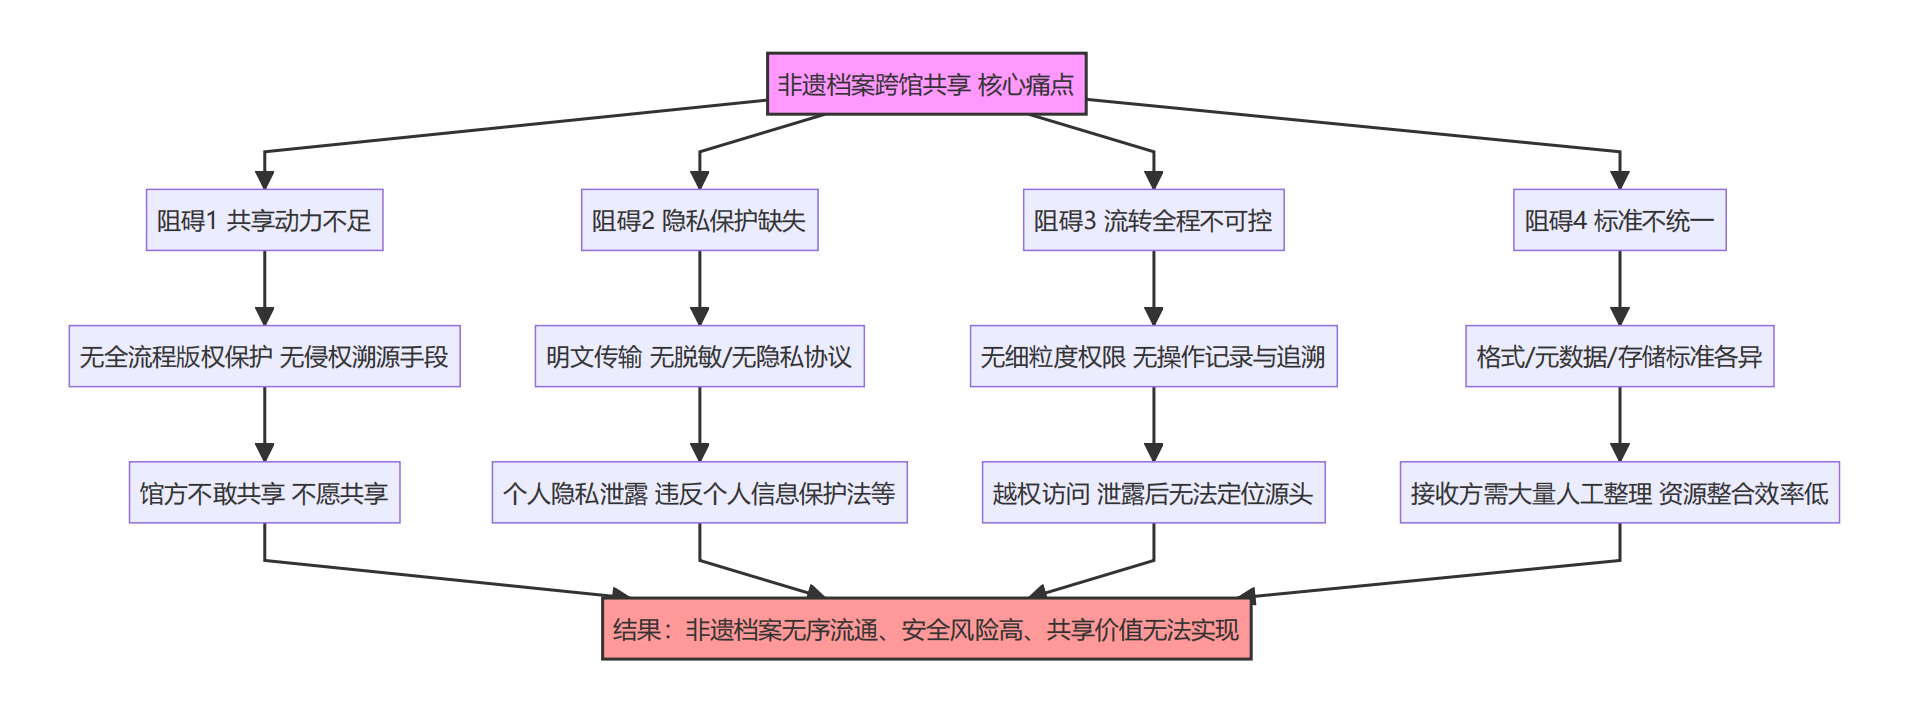 非遗档案跨馆共享 核心痛点
阻碍1 共享动力不足
阻碍2 隐私保护缺失
阻碍3 流转全程不可控
阻碍4 标准不统一
无全流程版权保护 无侵权溯源手段
明文传输 无脱敏/无隐私协议
无细粒度权限 无操作记录与追溯
格式/元数据/存储标准各异
馆方不敢共享 不愿共享
个人隐私泄露 违反个人信息保护法等
越权访问 泄露后无法定位源头
接收方需大量人工整理 资源整合效率低
结果：非遗档案无序流通、安全风险高、共享价值无法实现